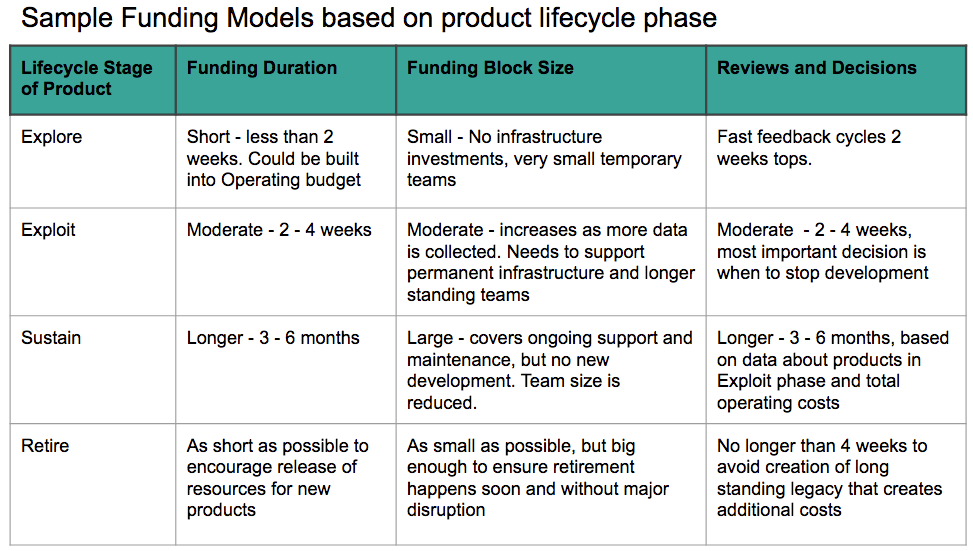 Sample Funding Models based on product lifecycle phase
Lifecycle Stage
of Product
Funding Duration
Funding Block Size
Reviews and Decisions
Explore
Short - less than 2
weeks. Could be built
into Operating budget
Small - No infrastructure
investments, very small temporary
teams
Fast feedback cycles 2
weeks tops.
Exploit
Moderate - 2 - 4 weeks
Moderate - increases as more data
is collected. Needs to support
permanent infrastructure and longer
standing teams
Moderate  - 2 - 4 weeks,
most important decision is
when to stop development
Sustain
Longer - 3 - 6 months
Large - covers ongoing support and
maintenance, but no new
development. Team size is
reduced.
Longer - 3 - 6 months, based
on data about products in
Exploit phase and total
operating costs
Retire
As short as possible to
encourage release of
resources for new
products
As small as possible, but big
enough to ensure retirement
happens soon and without major
disruption
No longer than 4 weeks to
avoid creation of long
standing legacy that creates
additional costs